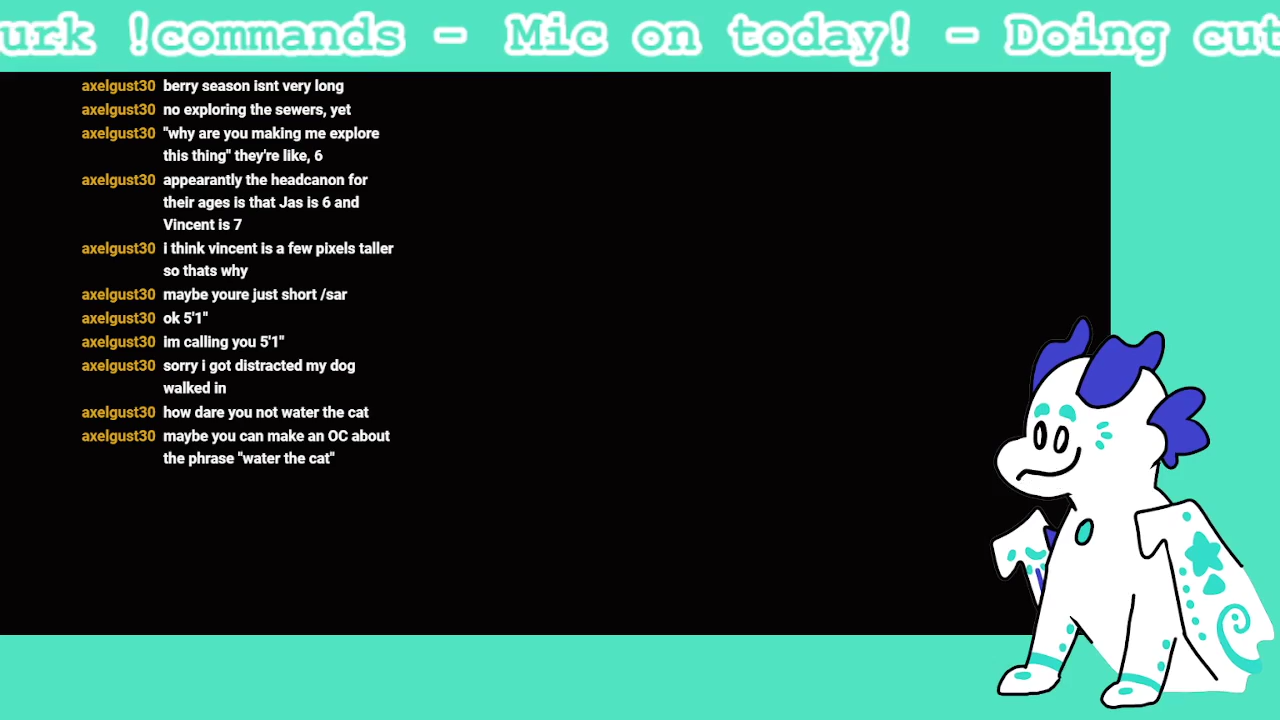 urk !commands - Mic on today! - Doing cut
axelgust30 berry season isnt very long
axelgust30 no exploring the sewers, yet
axelgust30 "why are you making me explore
this thing" they're like, 6
axelgust30 appearantly the headcanon for
their ages is that Jas is 6 and
Vincent is 7
axelgust30 i think vincent is a few pixels taller
so thats why
axelgust30 maybe youre just short /sar
axelgust30 ok 5'1"
axelgust30 im calling you 5'1"
axelgust30 sorry i got distracted my dog
walked in
axelgust30 how dare you not water the cat
axelgust30 maybe you can make an OC about
the phrase "water the cat"